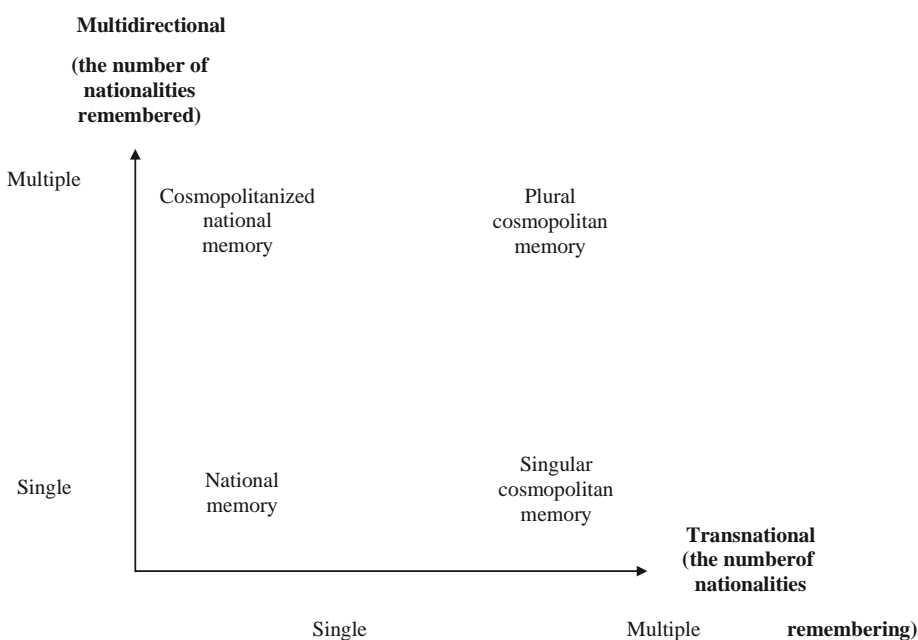 Multidirectional
(the number of
nationalities
remembered)
Multiple
Cosmopolitanized
national
memory
Plural
cosmopolitan
memory
Single
National
memory
Singular
cosmopolitan
memory
Transnational
(the numberof
nationalities
Single
Multiple
remembering)